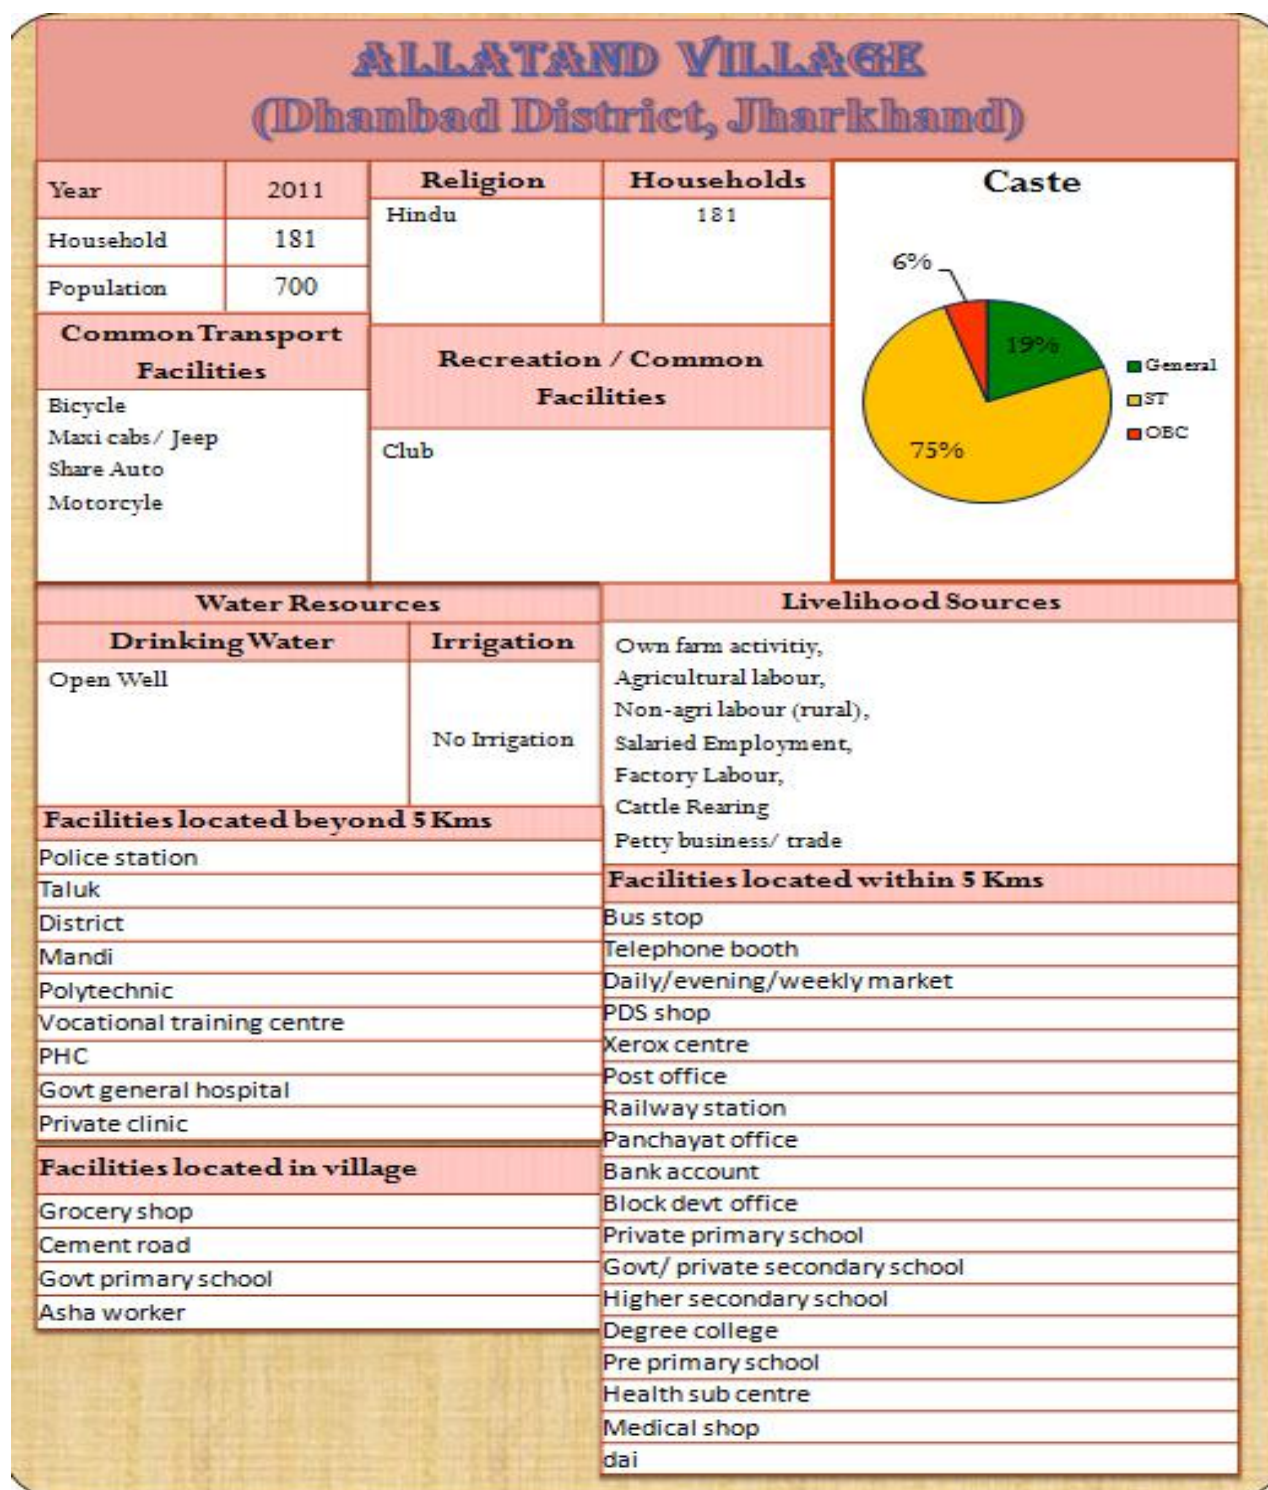 ALLATAND VILLAGE
(Dhanbad District, Jharkhand)
Year 2011
Household 181
Population 700
Religion Households
Hindu 181
Caste
6%
19%
75%
General
ST
OBC
Common Transport
Facilities
Bicycle
Maxi cabs/ Jeep
Share Auto
Motorcyle
Recreation / Common
Facilities
Club
Water Resources
Drinking Water Irrigation
Open Well
No Irrigation
Livelihood Sources
Own farm activitiy,
Agricultural labour,
Non-agri labour (rural),
Salaried Employment,
Factory Labour,
Cattle Rearing
Petty business/ trade
Facilities located beyond 5 Kms
Police station
Taluk
District
Mandi
Polytechnic
Vocational training centre
PHC
Govt general hospital
Private clinic
Facilities located in village
Grocery shop
Cement road
Govt primary school
Asha worker
Facilities located within 5 Kms
Bus stop
Telephone booth
Daily/evening/weekly market
PDS shop
Xerox centre
Post office
Railway station
Panchayat office
Bank account
Block devt office
Private primary school
Govt/ private secondary school
Higher secondary school
Degree college
Pre primary school
Health sub centre
Medical shop
dai